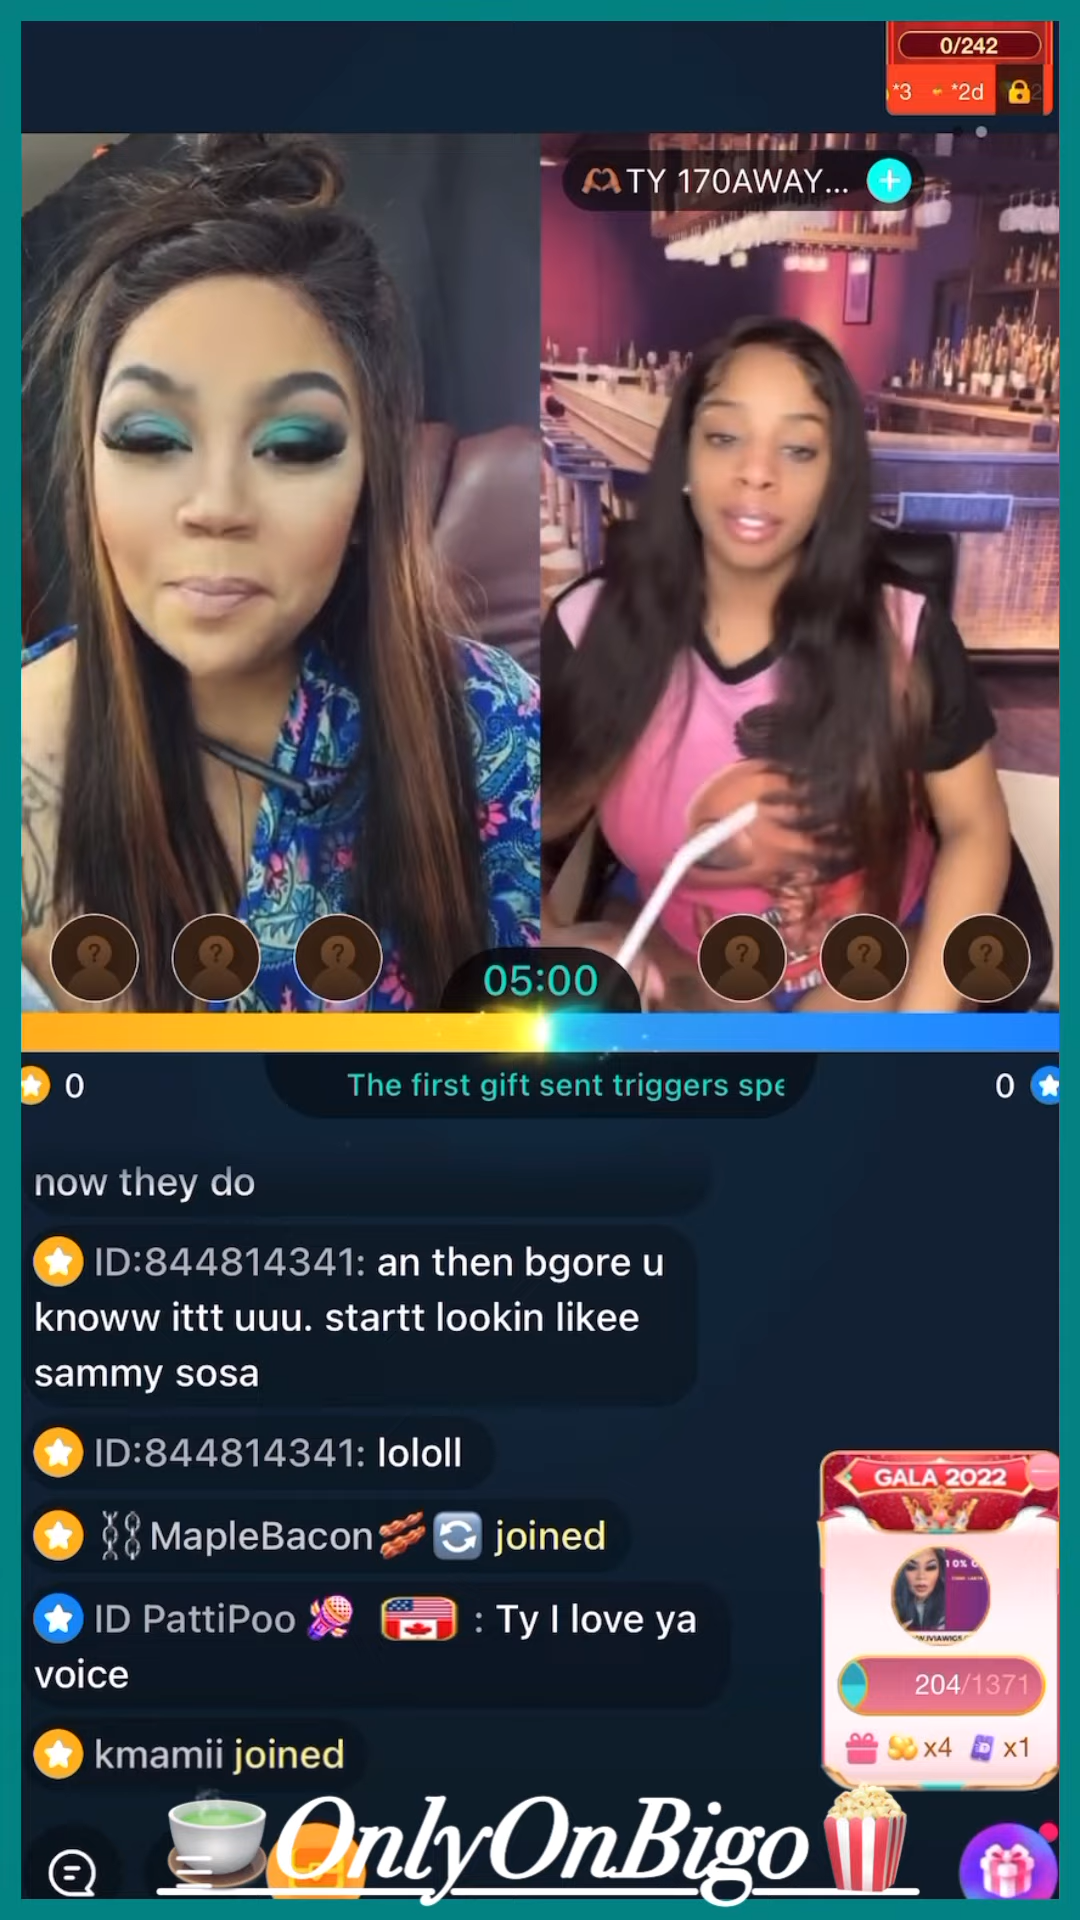 0/242
*3 *2d
TY 170AWAY...
05:00
0
The first gift sent triggers spe
0
now they do
ID:844814341: an then bgore u
knoww ittt uuu. startt lookin likee
sammy sosa
ID:844814341: lololl
MapleBacon joined
ID PattiPoo : Ty I love ya
voice
kmamii joined
GALA 2022
204/1371
x4 x1
OnlyOnBigo